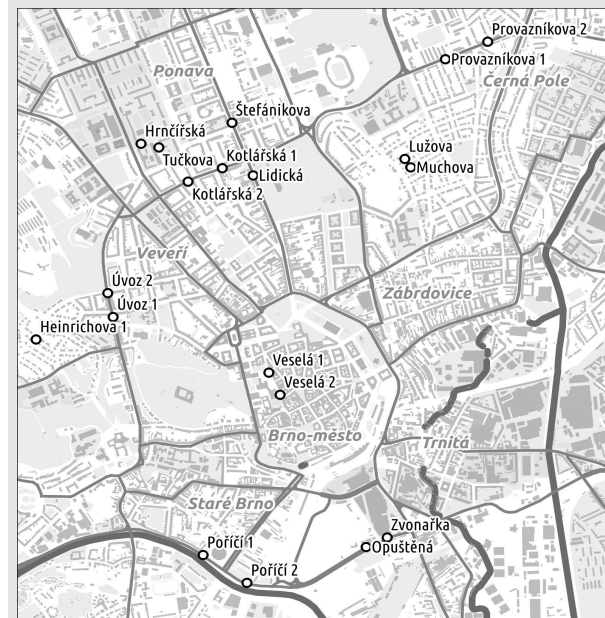 Provazníkova 2
Provazníkova 1
Ponava
Černá Pole
Štefánikova
Hrnčířská
Tučkova
Kotlářská 1
Lužova
Muchova
Lidická
Kotlářská 2
Veveří
Úvoz 2
Zábrdovice
Úvoz 1
Heinrichova 1
Veselá 1
Veselá 2
Brno-město
Trnitá
Staré Brno
Zvonařka
Opuštěná
Poříčí 1
Poříčí 2